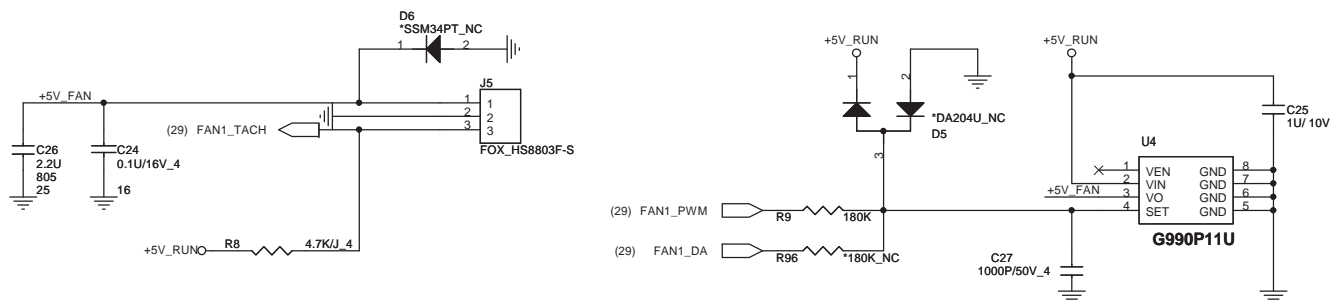 D6
*SSM34PT_NC
1 2
J5
+5V_FAN
1 1
2 2
3 3
(29) FAN1_TACH
FOX_HS8803F-S
C26
2.2U
805
25
C24
0.1U/16V_4
16
+5V_RUN
R8
4.7K/J_4
+5V_RUN
1
2
*DA204U_NC
D5
3
(29) FAN1_PWM
R9
180K
(29) FAN1_DA
R96
*180K_NC
+5V_RUN
C25
1U/ 10V
U4
1 VEN GND 8
2 VIN GND 7
+5V_FAN 3 VO GND 6
4 SET GND 5
G990P11U
C27
1000P/50V_4